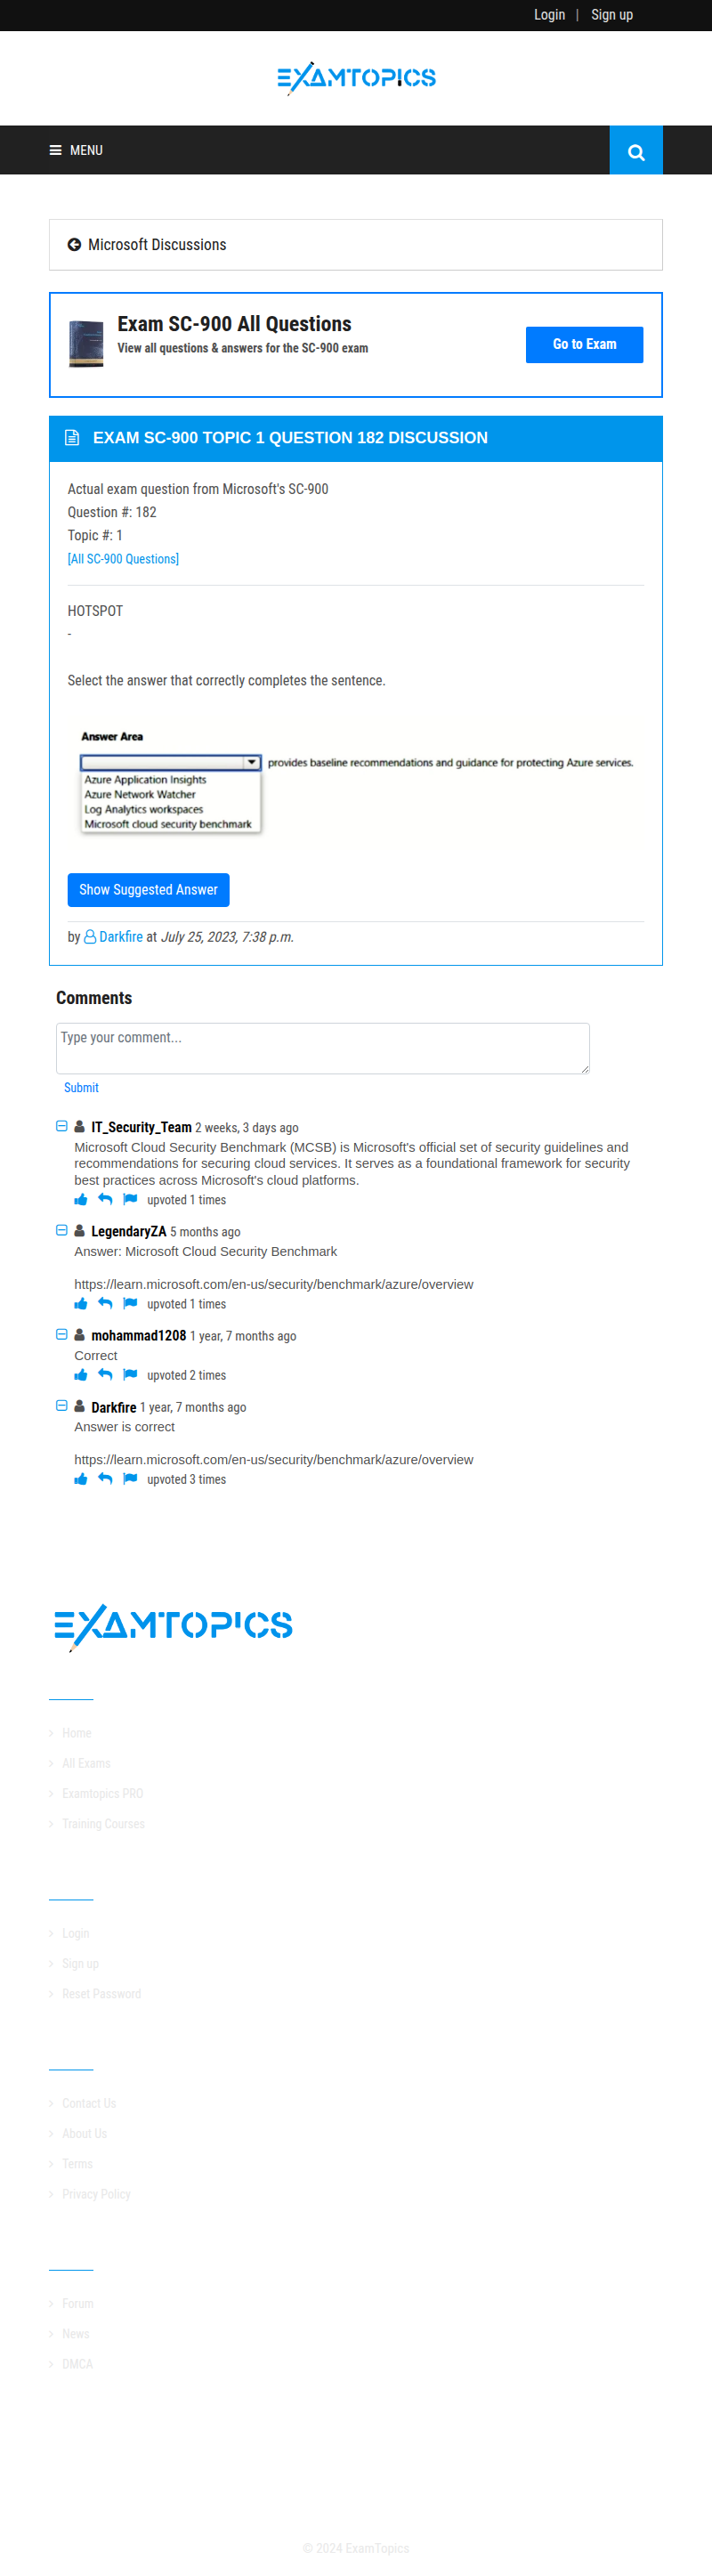 Login | Sign up
EXAMTOPICS
MENU
Microsoft Discussions
Exam SC-900 All Questions
View all questions & answers for the SC-900 exam
Go to Exam
EXAM SC-900 TOPIC 1 QUESTION 182 DISCUSSION
Actual exam question from Microsoft's SC-900
Question #: 182
Topic #: 1
[All SC-900 Questions]
HOTSPOT
-
Select the answer that correctly completes the sentence.
Answer Area
provides baseline recommendations and guidance for protecting Azure services.
Azure Application Insights
Azure Network Watcher
Log Analytics workspaces
Microsoft cloud security benchmark
Show Suggested Answer
by Darkfire at July 25, 2023, 7:38 p.m.
Comments
Type your comment...
Submit
IT_Security_Team 2 weeks, 3 days ago
Microsoft Cloud Security Benchmark (MCSB) is Microsoft's official set of security guidelines and
recommendations for securing cloud services. It serves as a foundational framework for security
best practices across Microsoft's cloud platforms.
upvoted 1 times
LegendaryZA 5 months ago
Answer: Microsoft Cloud Security Benchmark
https://learn.microsoft.com/en-us/security/benchmark/azure/overview
upvoted 1 times
mohammad1208 1 year, 7 months ago
Correct
upvoted 2 times
Darkfire 1 year, 7 months ago
Answer is correct
https://learn.microsoft.com/en-us/security/benchmark/azure/overview
upvoted 3 times
EXAMTOPICS
Home
All Exams
Examtopics PRO
Training Courses
Login
Sign up
Reset Password
Contact Us
About Us
Terms
Privacy Policy
Forum
News
DMCA
© 2024 ExamTopics